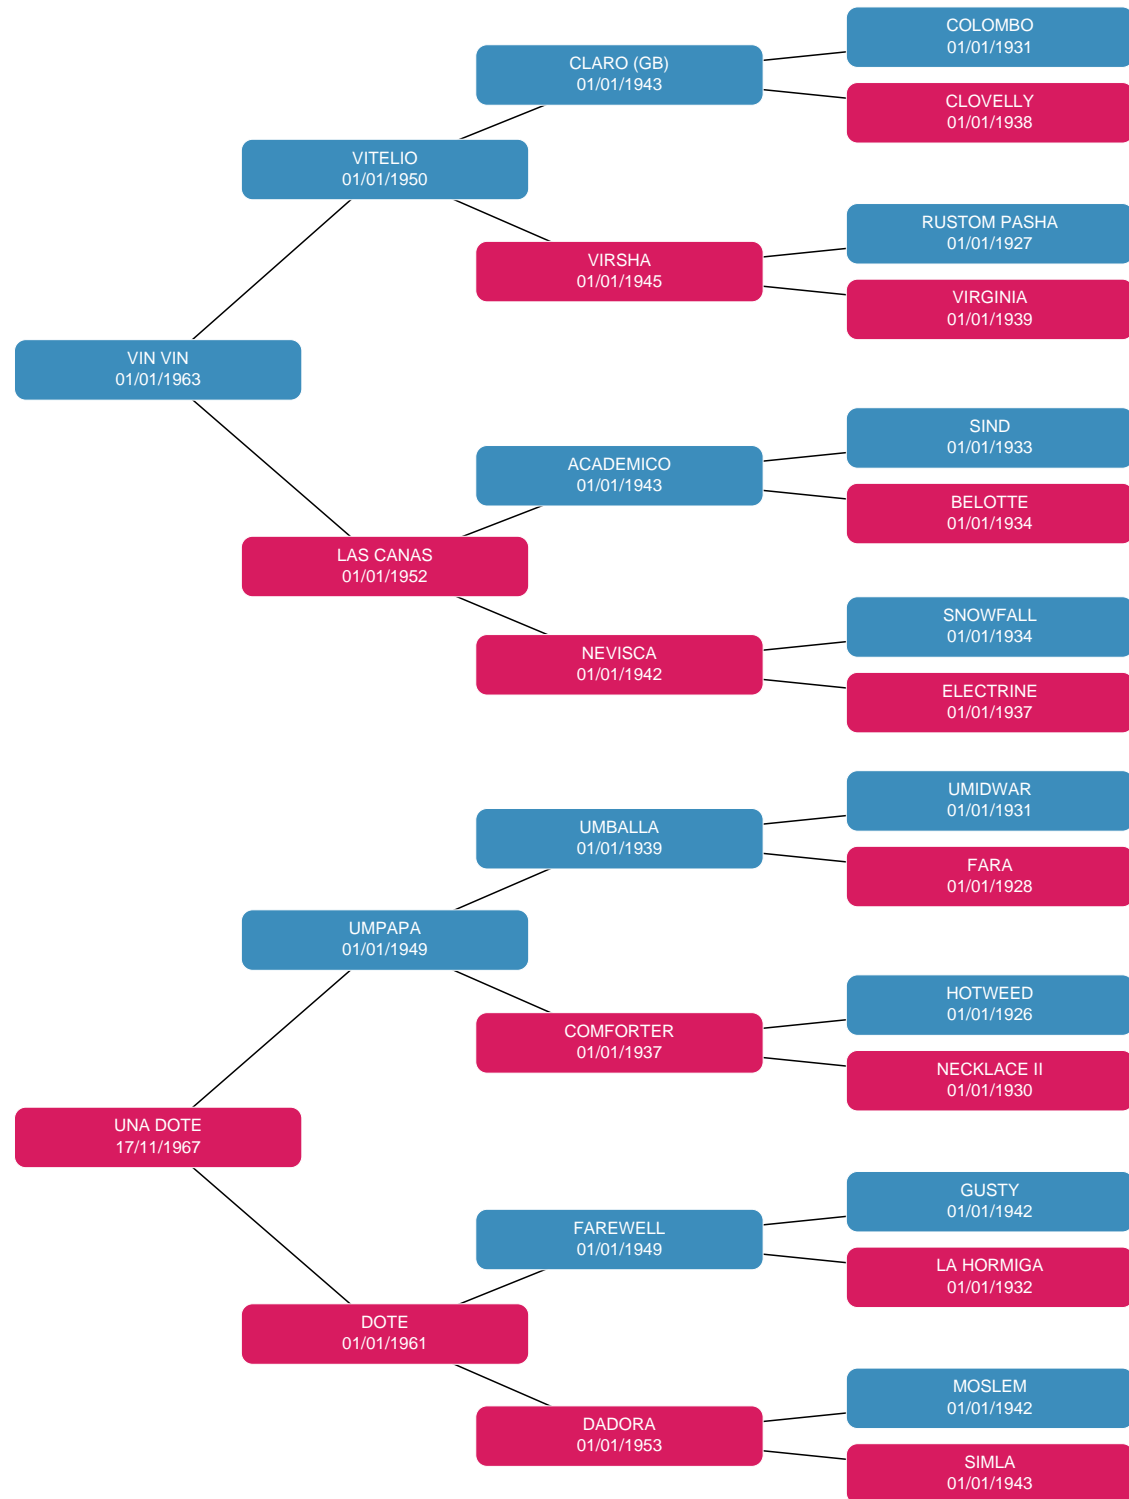 COLOMBO
01/01/1931
CLARO (GB)
01/01/1943
CLOVELLY
01/01/1938
VITELIO
01/01/1950
RUSTOM PASHA
01/01/1927
VIRSHA
01/01/1945
VIRGINIA
01/01/1939
VIN VIN
01/01/1963
SIND
01/01/1933
ACADEMICO
01/01/1943
BELOTTE
01/01/1934
LAS CANAS
01/01/1952
SNOWFALL
01/01/1934
NEVISCA
01/01/1942
ELECTRINE
01/01/1937
UMIDWAR
01/01/1931
UMBALLA
01/01/1939
FARA
01/01/1928
UMPAPA
01/01/1949
HOTWEED
01/01/1926
COMFORTER
01/01/1937
NECKLACE II
01/01/1930
UNA DOTE
17/11/1967
GUSTY
01/01/1942
FAREWELL
01/01/1949
LA HORMIGA
01/01/1932
DOTE
01/01/1961
MOSLEM
01/01/1942
DADORA
01/01/1953
SIMLA
01/01/1943